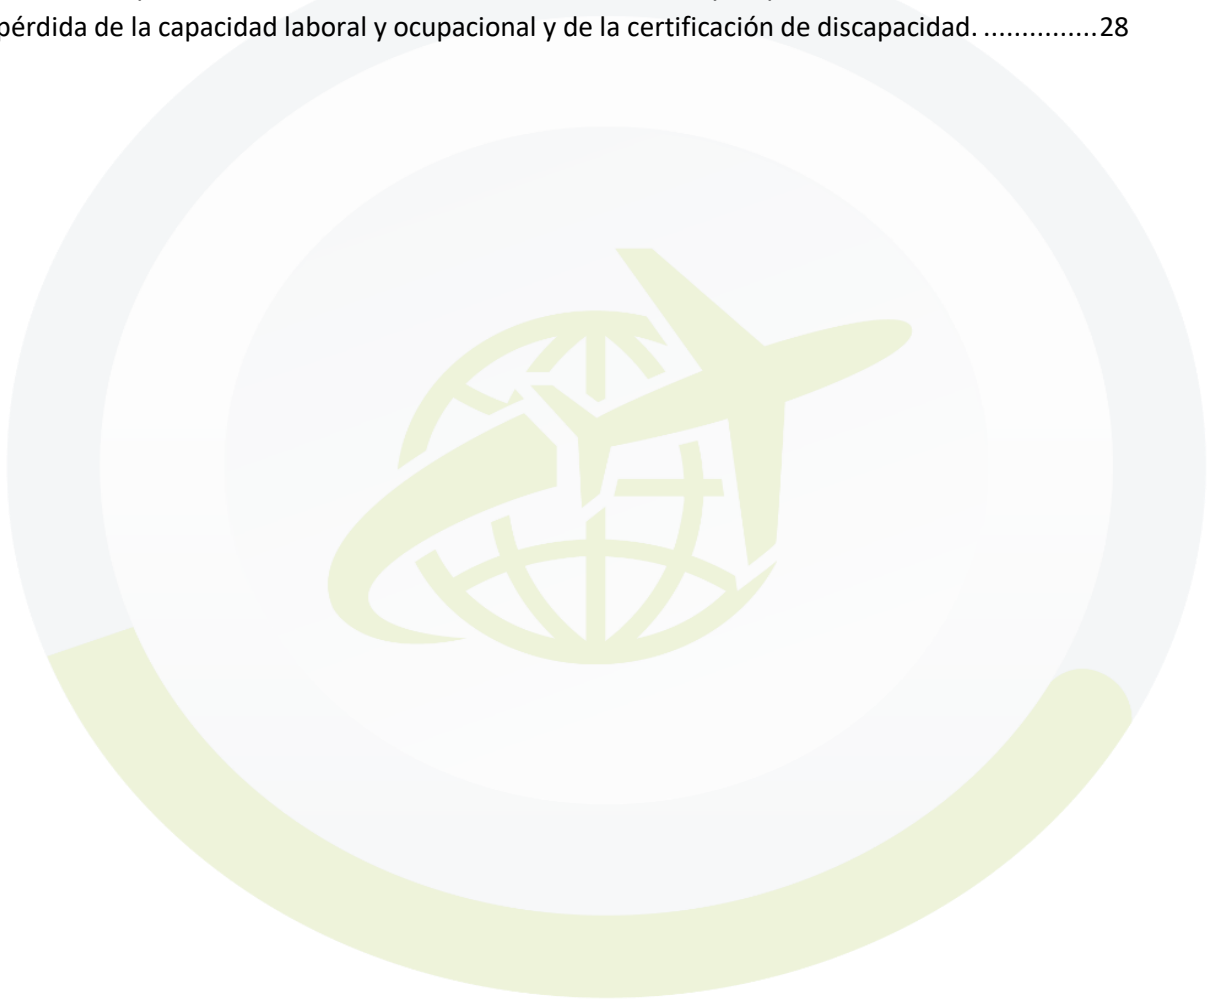 pérdida de la capacidad laboral y ocupacional y de la certificación de discapacidad. ...............28